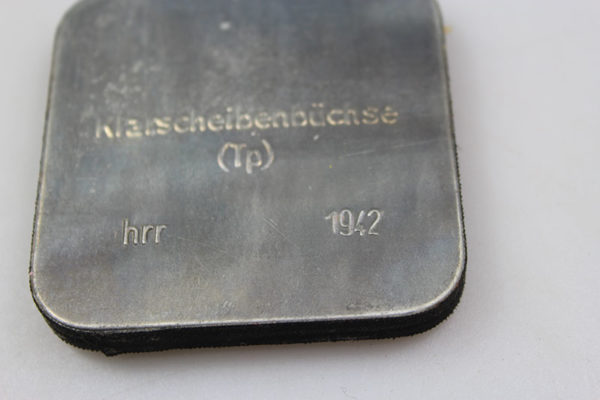 Klarscheibenbüchse
(Tp)
hrr 1942